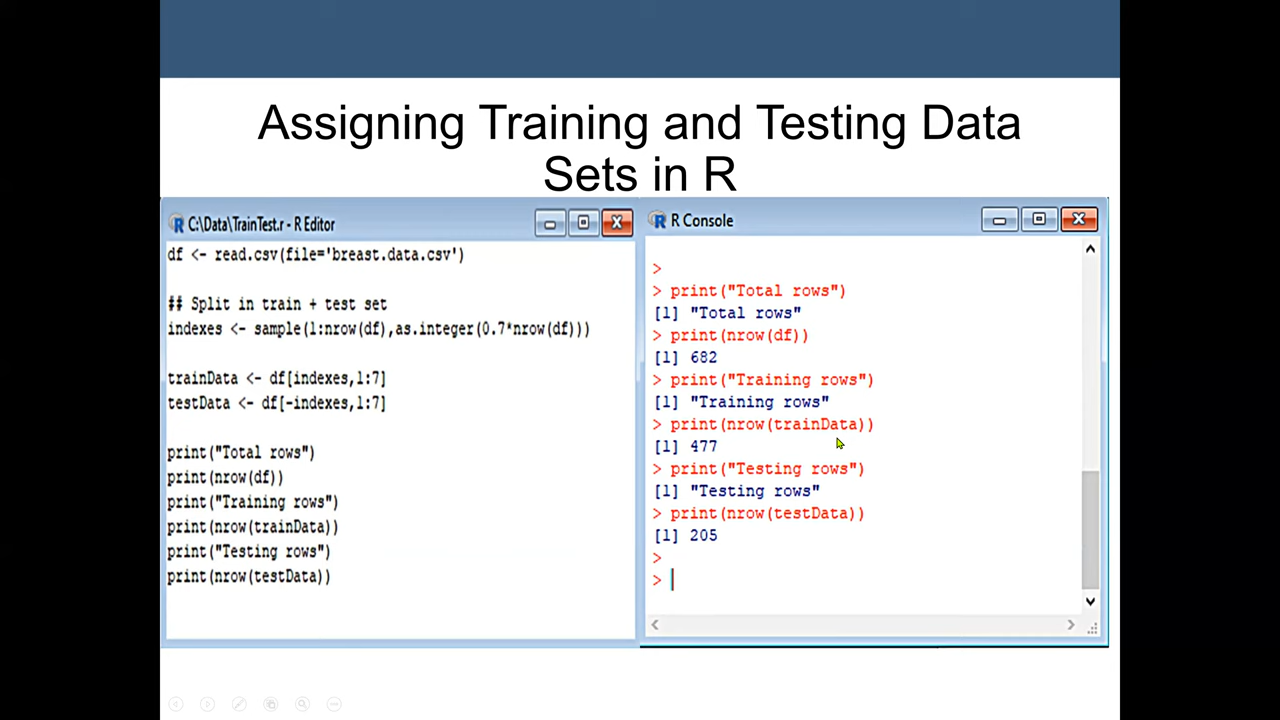 Assigning Training and Testing Data
Sets in R
C:\Data\TrainTest.r - R Editor
df <- read.csv(file='breast.data.csv')
## Split in train + test set
indexes <- sample(1:nrow(df),as.integer(0.7*nrow(df)))
trainData <- df[indexes,1:7]
testData <- df[-indexes,1:7]
print("Total rows")
print(nrow(df))
print("Training rows")
print(nrow(trainData))
print("Testing rows")
print(nrow(testData))
R Console
>
> print("Total rows")
[1] "Total rows"
> print(nrow(df))
[1] 682
> print("Training rows")
[1] "Training rows"
> print(nrow(trainData))
[1] 477
> print("Testing rows")
[1] "Testing rows"
> print(nrow(testData))
[1] 205
>
>